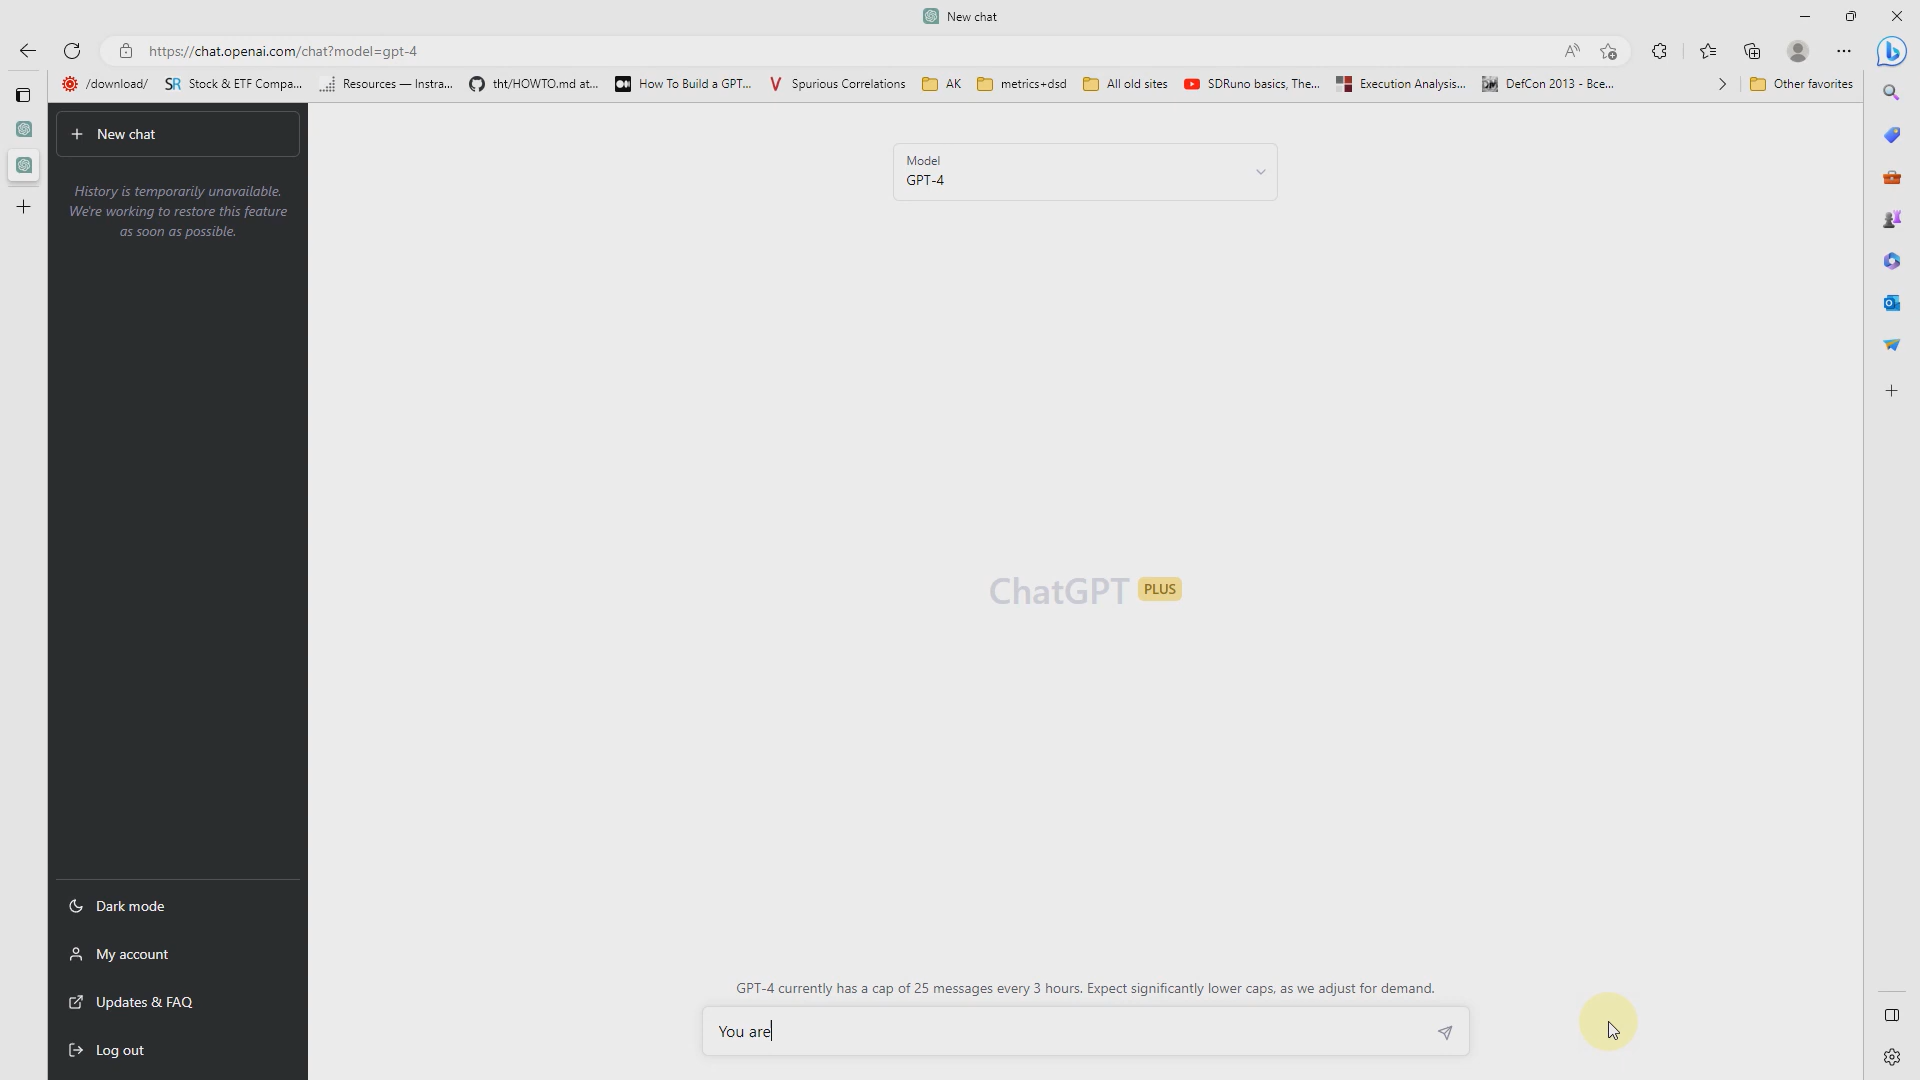 New chat
https://chat.openai.com/chat?model=gpt-4
/download/
SR Stock & ETF Compa...
Resources — Instra...
tht/HOWTO.md at...
How To Build a GPT...
Spurious Correlations
AK
metrics+dsd
All old sites
SDRuno basics, The...
Execution Analysis...
DefCon 2013 - Все...
Other favorites
+ New chat
History is temporarily unavailable.
We're working to restore this feature
as soon as possible.
Model
GPT-4
ChatGPT PLUS
Dark mode
My account
Updates & FAQ
Log out
GPT-4 currently has a cap of 25 messages every 3 hours. Expect significantly lower caps, as we adjust for demand.
You are